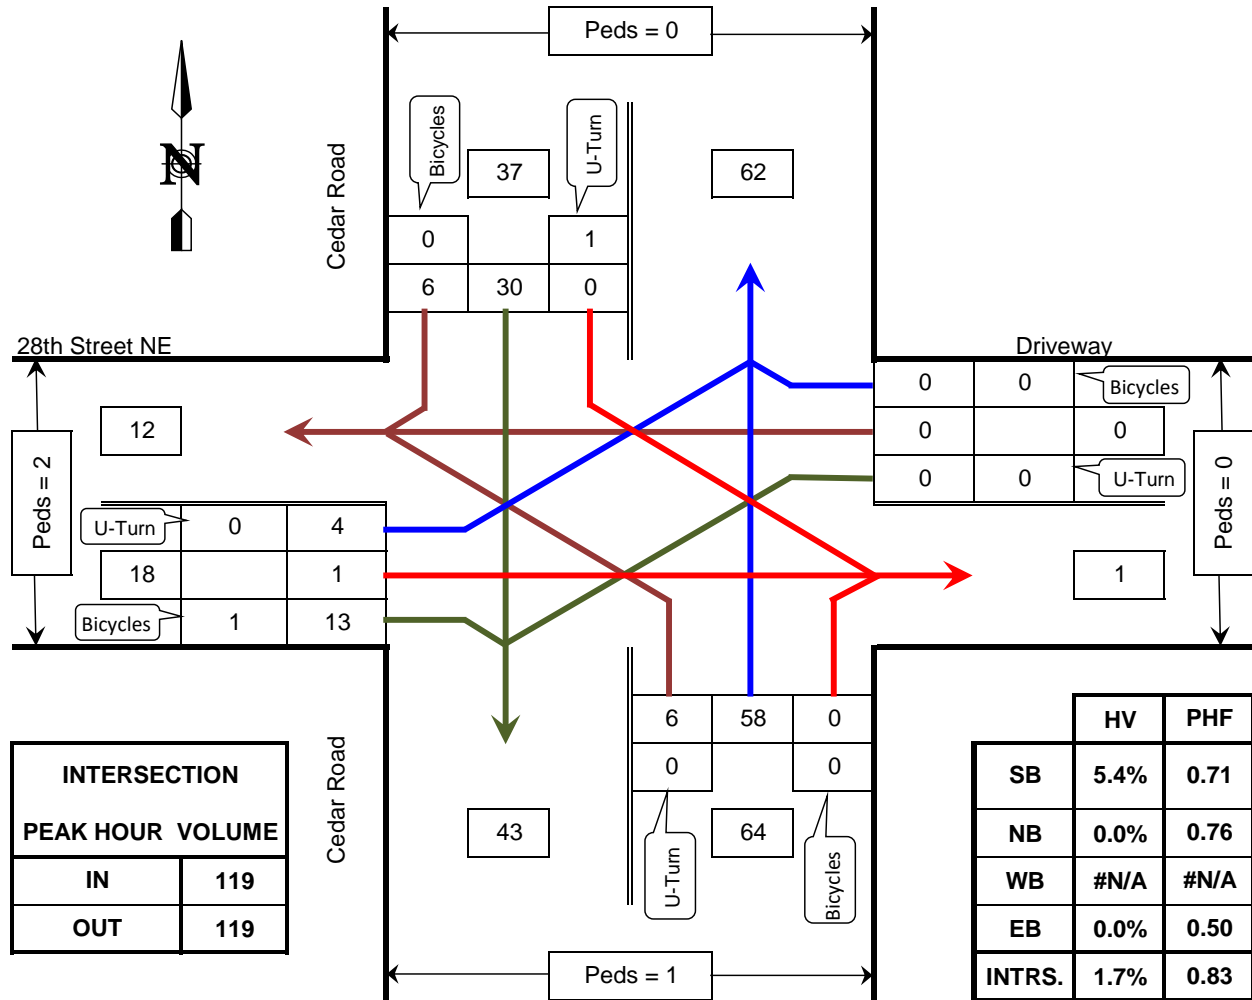 Peds = 0
N
Cedar Road
Bicycles
37
U-Turn
62
0 1
6 30 0
28th Street NE
Driveway
0 0 Bicycles
12
0 0
Peds = 2
Peds = 0
0 0 U-Turn
U-Turn 0 4
18 1
1
Bicycles 1 13
6 58 0
0 0
Cedar Road
43
U-Turn
64
Bicycles
INTERSECTION
PEAK HOUR VOLUME
IN 119
OUT 119
HV PHF
SB 5.4% 0.71
NB 0.0% 0.76
WB #N/A #N/A
EB 0.0% 0.50
INTRS. 1.7% 0.83
Peds = 1